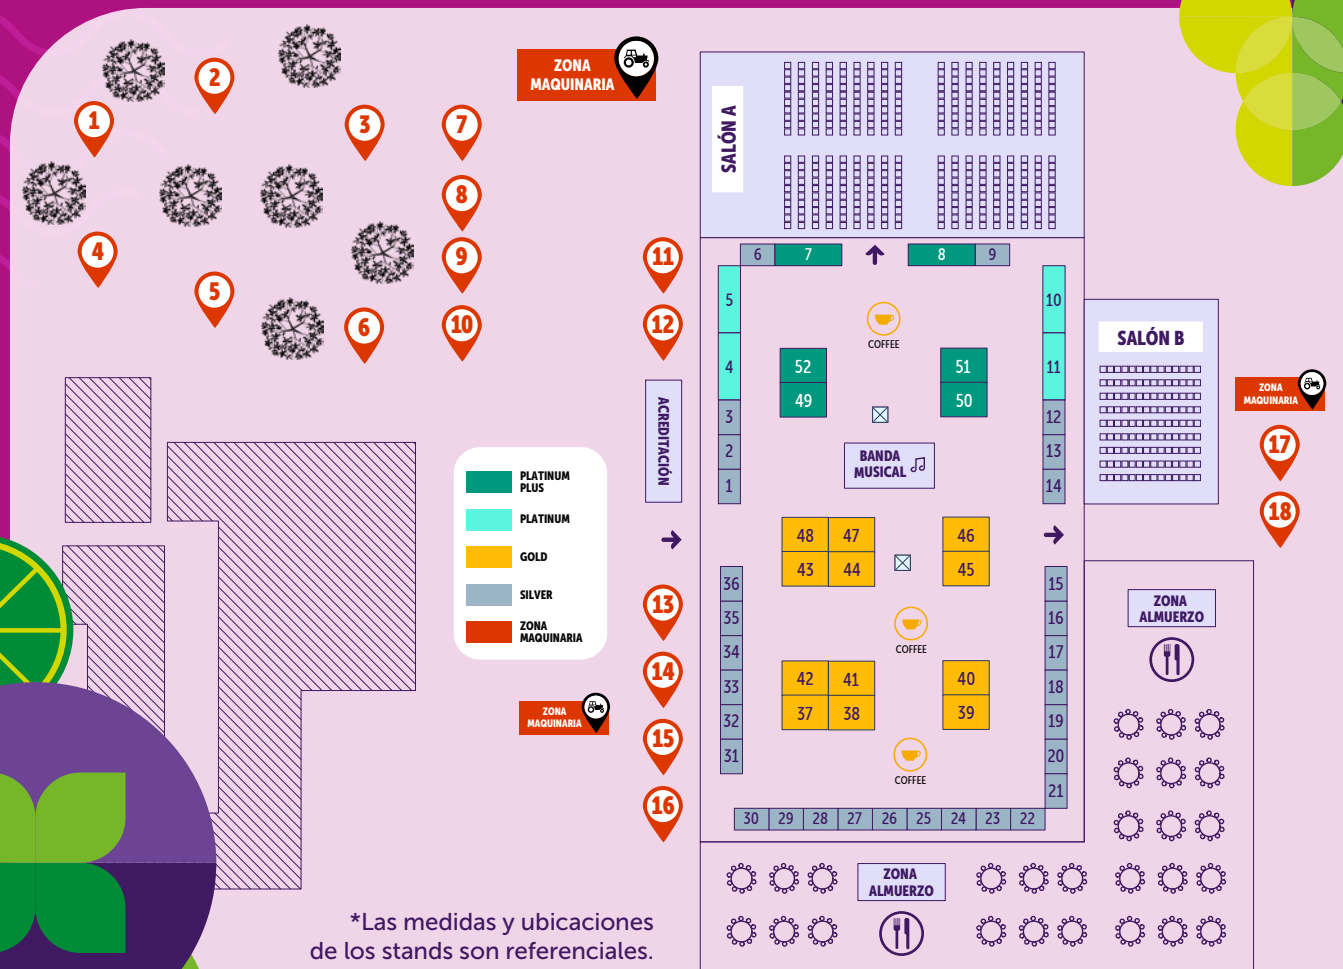 1
2
3
4
5
6
7
8
9
10
ZONA
MAQUINARIA
11
12
ACREDITACIÓN
PLATINUM
PLUS
PLATINUM
GOLD
SILVER
ZONA
MAQUINARIA
13
14
15
16
ZONA
MAQUINARIA
SALÓN A
6
7
8
9
5
4
3
2
1
10
11
12
13
14
COFFEE
52
49
51
50
BANDA
MUSICAL
48 47
43 44
46
45
COFFEE
36
35
34
33
32
31
42 41
37 38
40
39
COFFEE
15
16
17
18
19
20
21
30 29 28 27 26 25 24 23 22
SALÓN B
ZONA
MAQUINARIA
17
18
ZONA
ALMUERZO
ZONA
ALMUERZO
*Las medidas y ubicaciones
de los stands son referenciales.